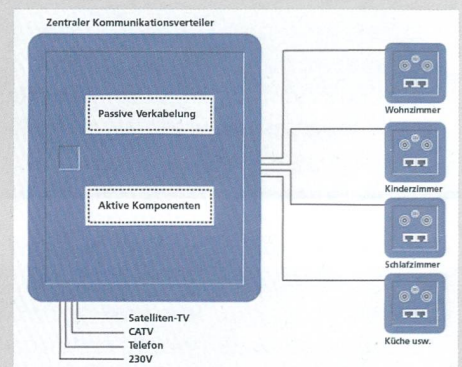 Zentraler Kommunikationsverteiler
Passive Verkabelung
Aktive Komponenten
Wohnzimmer
Kinderzimmer
Schlafzimmer
Küche usw.
Satelliten-TV
CATV
Telefon
230V